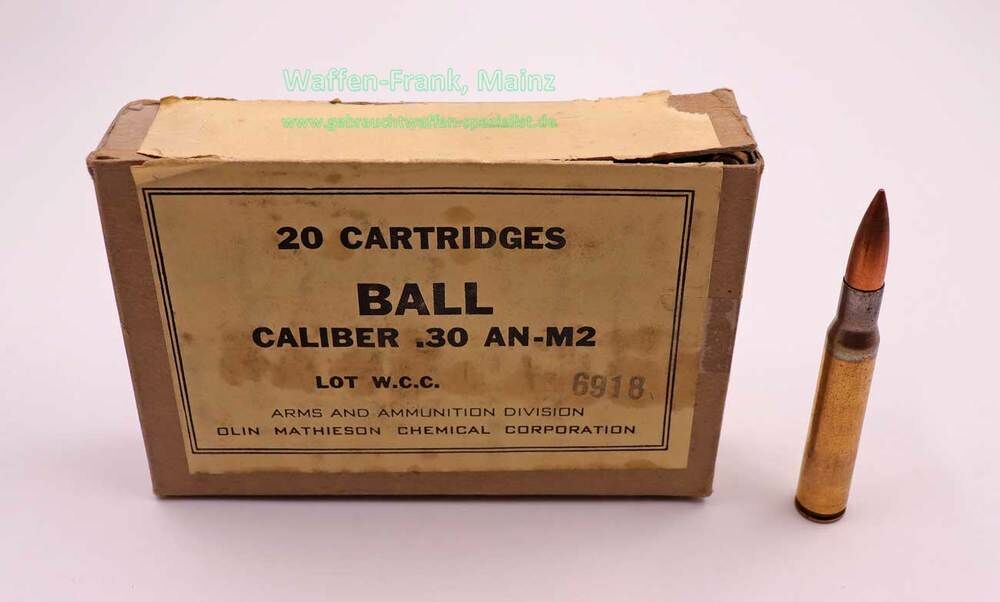 Waffen-Frank, Mainz
www.gebrauchtwaffen-spezialist.de
20 CARTRIDGES
BALL
CALIBER .30 AN-M2
LOT W.C.C. 6918
ARMS AND AMMUNITION DIVISION
OLIN MATHIESON CHEMICAL CORPORATION